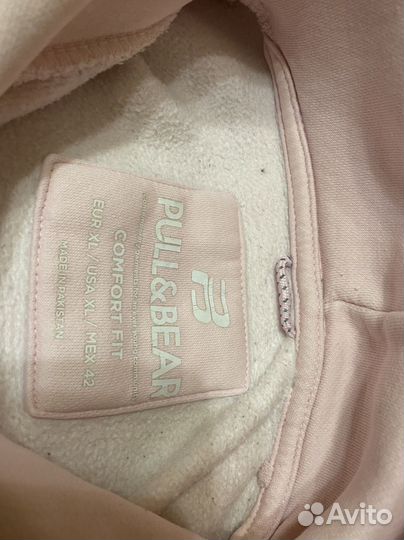 PULL&BEAR
COMFORT FIT
EUR XL / USA XL / MEX 42
MADE IN PAKISTAN
Avito